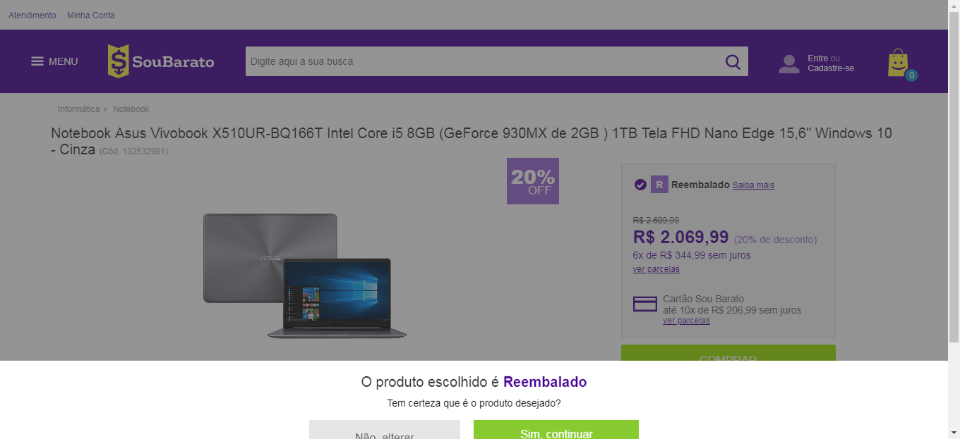 Atendimento Minha Conta
MENU
SouBarato
Digite aqui a sua busca
Entre ou
Cadastre-se
0
Informática › Notebook
Notebook Asus Vivobook X510UR-BQ166T Intel Core i5 8GB (GeForce 930MX de 2GB ) 1TB Tela FHD Nano Edge 15,6" Windows 10
- Cinza (Cód. 132532981)
20%
OFF
R Reembalado Saiba mais
R$ 2.609,99
R$ 2.069,99 (20% de desconto)
6x de R$ 344,99 sem juros
ver parcelas
Cartão Sou Barato
até 10x de R$ 206,99 sem juros
ver parcelas
COMPRAR
O produto escolhido é Reembalado
Tem certeza que é o produto desejado?
Não, alterar
Sim, continuar